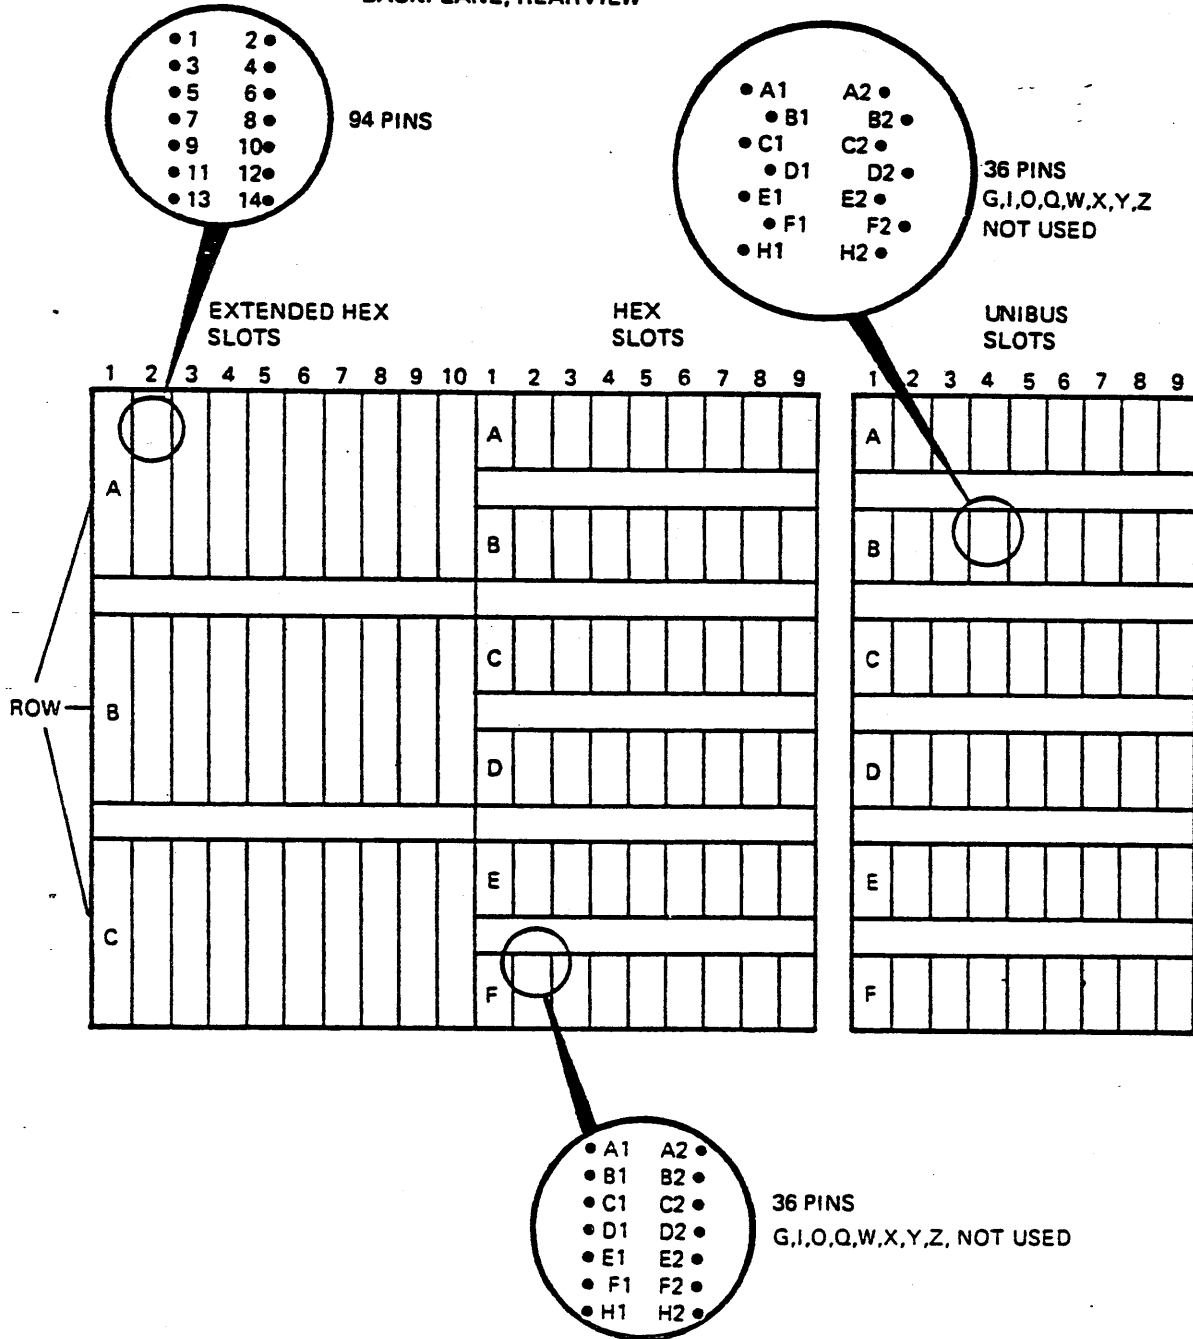 BACKPLANE, REAR VIEW
1 2
3 4
5 6
7 8
9 10
11 12
13 14
94 PINS
A1 A2
B1 B2
C1 C2
D1 D2
E1 E2
F1 F2
H1 H2
36 PINS
G,I,O,Q,W,X,Y,Z
NOT USED
EXTENDED HEX
SLOTS
HEX
SLOTS
UNIBUS
SLOTS
1 2 3 4 5 6 7 8 9 10 1 2 3 4 5 6 7 8 9 1 2 3 4 5 6 7 8 9
A A
A
B B
C C
ROW B
D D
E E
C
F F
A1 A2
B1 B2
C1 C2
D1 D2
E1 E2
F1 F2
H1 H2
36 PINS
G,I,O,Q,W,X,Y,Z, NOT USED